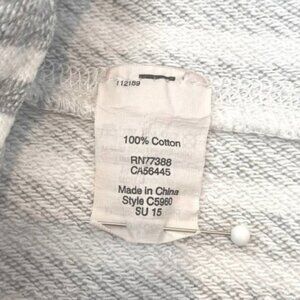 112189
100% Cotton
RN77388
CA56445
Made in China
Style C5960
SU 15